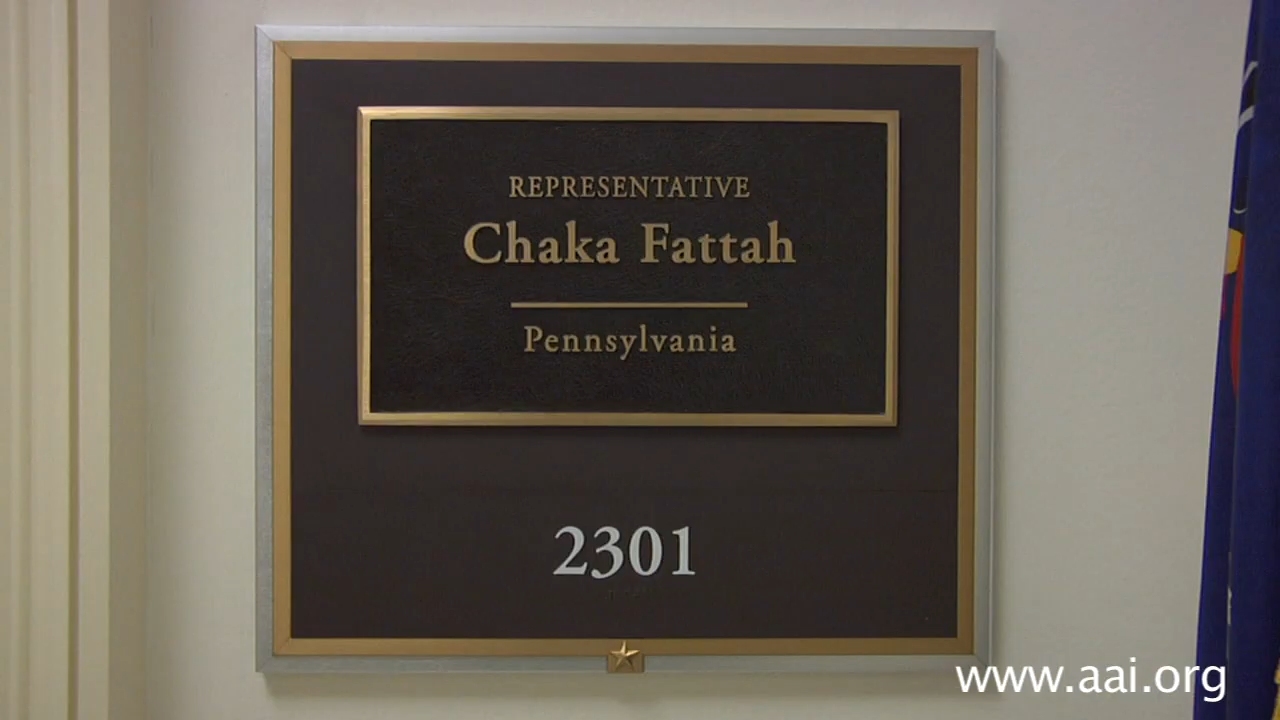 REPRESENTATIVE
Chaka Fattah
Pennsylvania
2301
www.aai.org